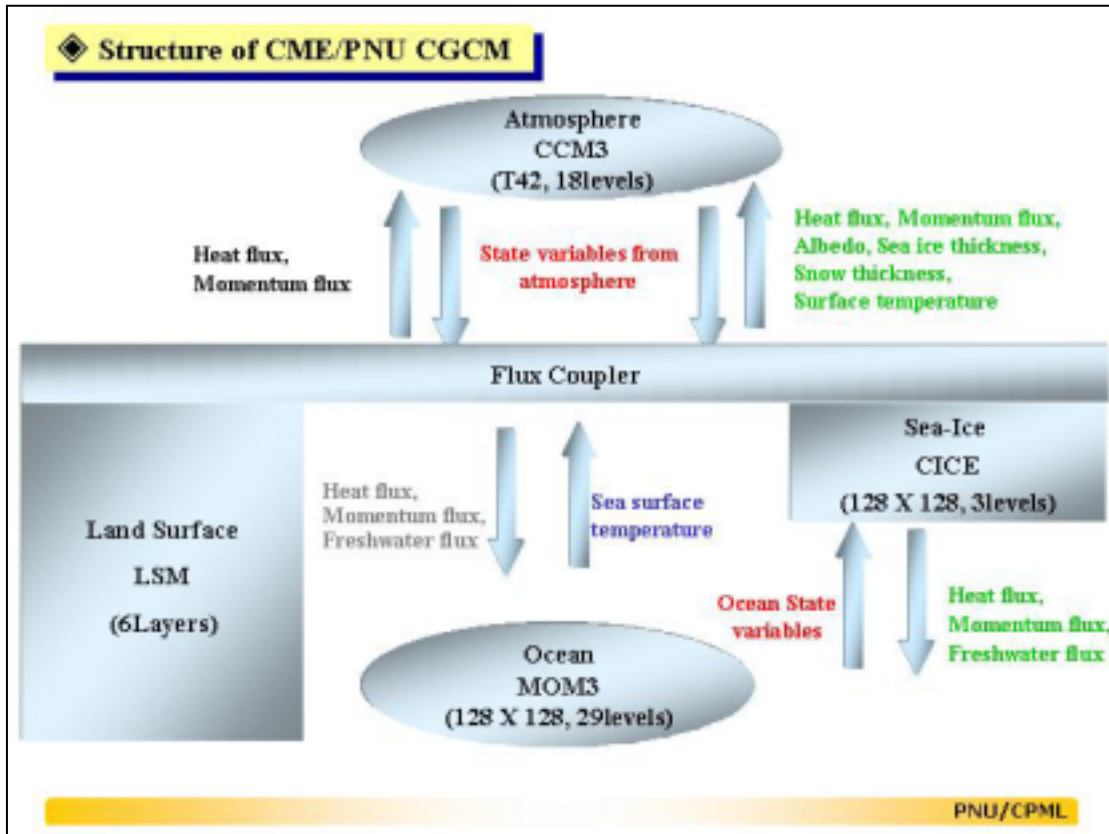 ◈ Structure of CME/PNU CGCM
Atmosphere
CCM3
(T42, 18levels)
Heat flux,
Momentum flux
State variables from
atmosphere
Heat flux, Momentum flux,
Albedo, Sea ice thickness,
Snow thickness,
Surface temperature
Flux Coupler
Land Surface
LSM
(6Layers)
Heat flux,
Momentum flux,
Freshwater flux
Sea surface
temperature
Sea-Ice
CICE
(128 X 128, 3levels)
Ocean State
variables
Heat flux,
Momentum flux,
Freshwater flux
Ocean
MOM3
(128 X 128, 29levels)
PNU/CPML